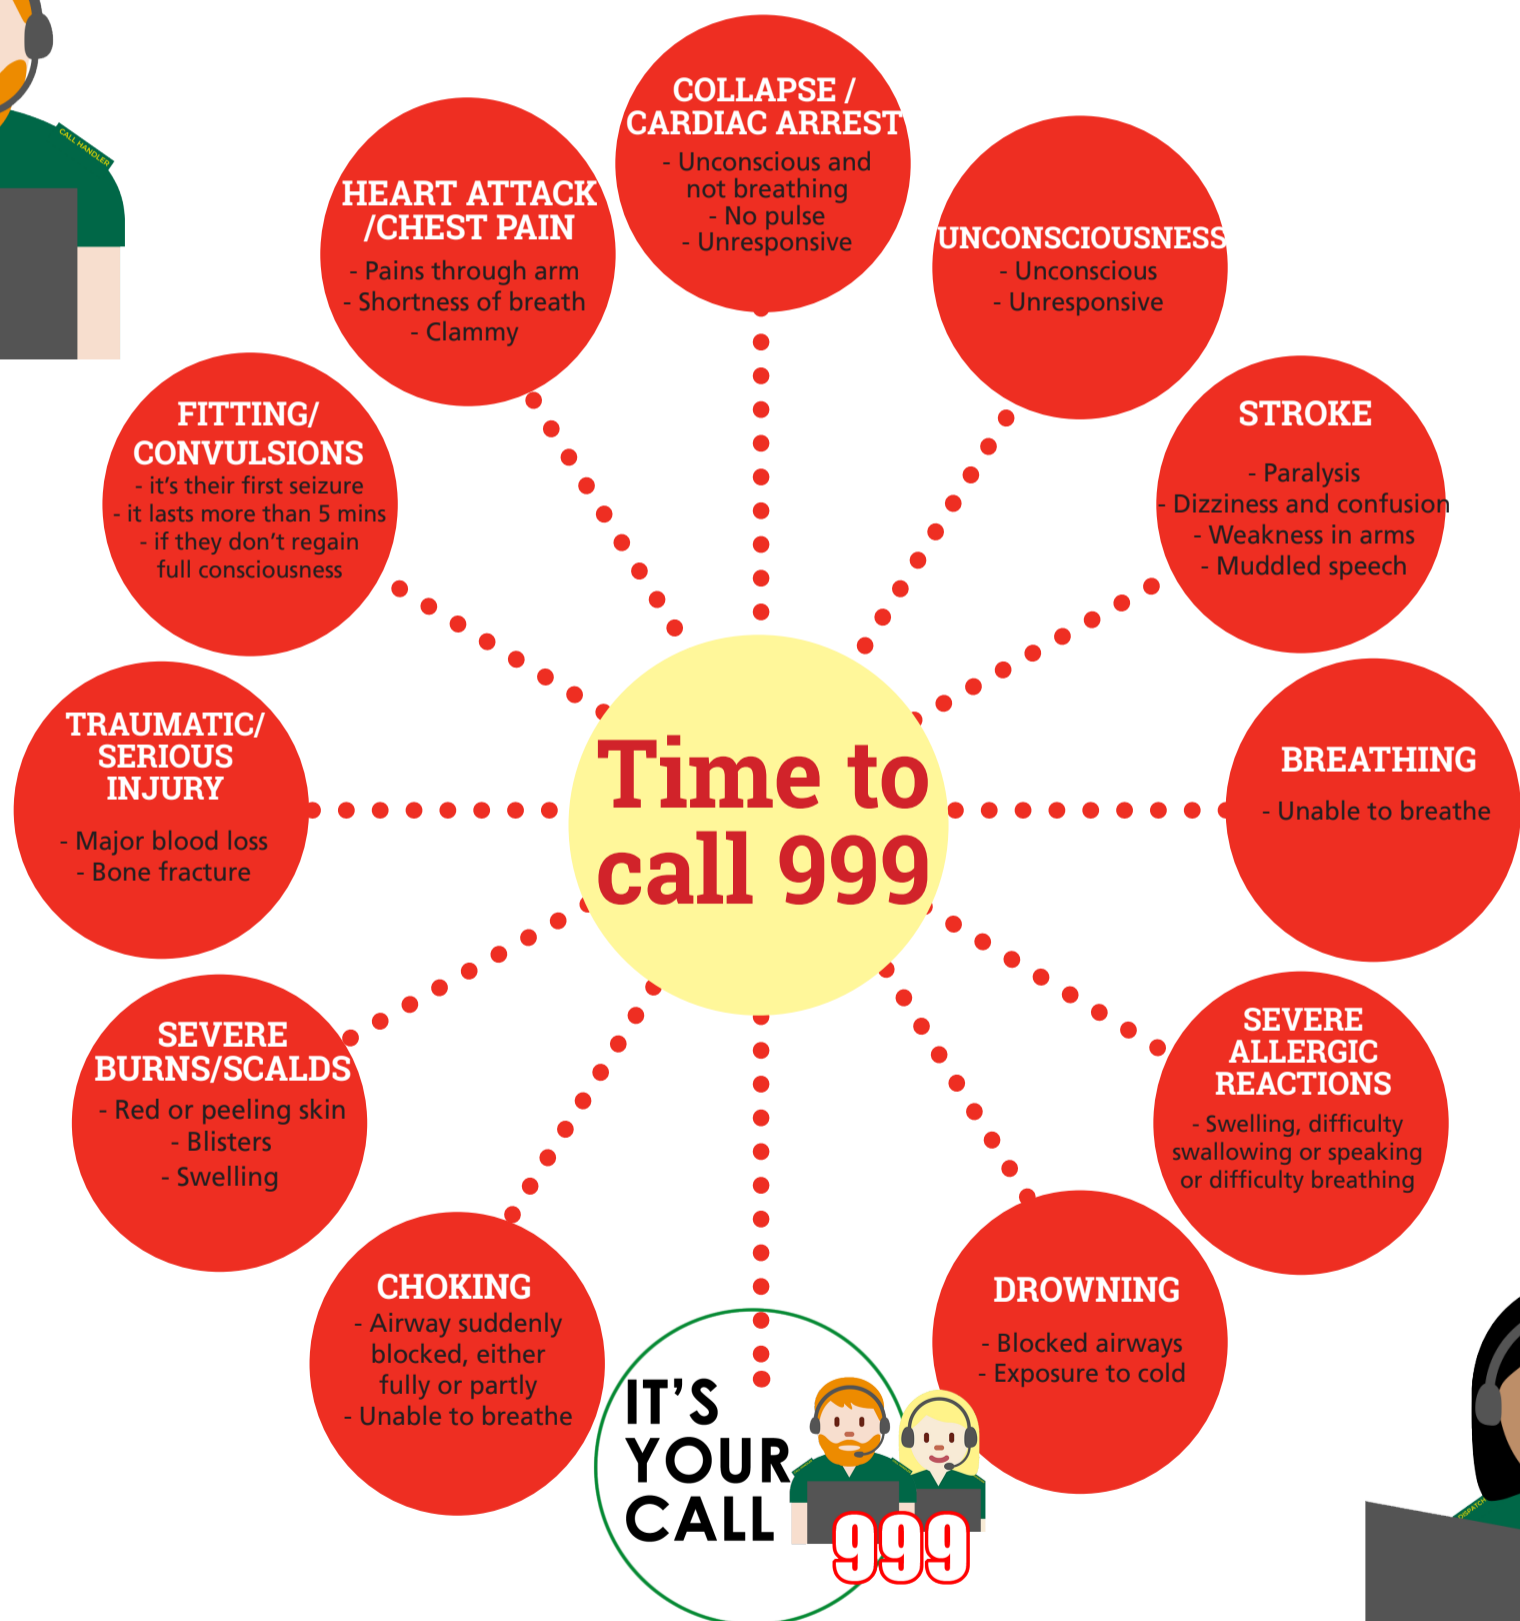 CALL HANDLER
COLLAPSE /
CARDIAC ARREST
- Unconscious and
not breathing
- No pulse
- Unresponsive
HEART ATTACK
/CHEST PAIN
- Pains through arm
- Shortness of breath
- Clammy
UNCONSCIOUSNESS
- Unconscious
- Unresponsive
FITTING/
CONVULSIONS
- it’s their first seizure
- it lasts more than 5 mins
- if they don’t regain
full consciousness
STROKE
- Paralysis
- Dizziness and confusion
- Weakness in arms
- Muddled speech
TRAUMATIC/
SERIOUS
INJURY
- Major blood loss
- Bone fracture
Time to
call 999
BREATHING
- Unable to breathe
SEVERE
BURNS/SCALDS
- Red or peeling skin
- Blisters
- Swelling
SEVERE
ALLERGIC
REACTIONS
- Swelling, difficulty
swallowing or speaking
or difficulty breathing
CHOKING
- Airway suddenly
blocked, either
fully or partly
- Unable to breathe
DROWNING
- Blocked airways
- Exposure to cold
IT’S
YOUR
CALL
999
DISPATCH